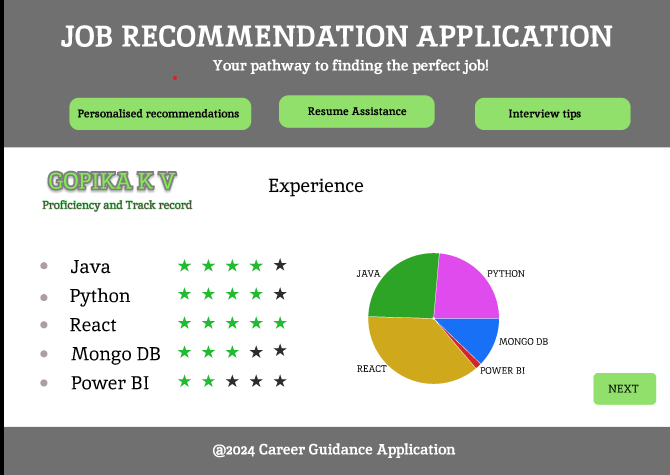 JOB RECOMMENDATION APPLICATION
Your pathway to finding the perfect job!
Personalised recommendations
Resume Assistance
Interview tips
GOPIKA K V
Proficiency and Track record
Experience
Java
Python
React
Mongo DB
Power BI
JAVA
PYTHON
MONGO DB
REACT
POWER BI
NEXT
@2024 Career Guidance Application